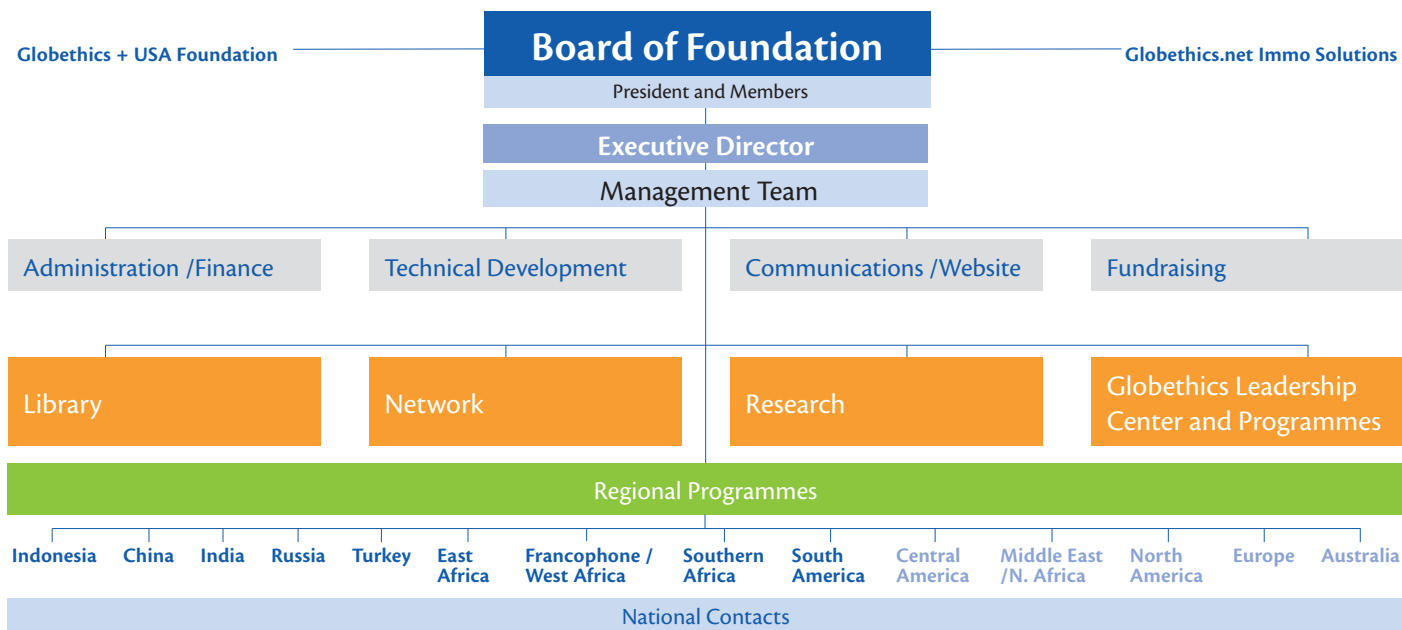 Board of Foundation
Globethics + USA Foundation
Globethics.net Immo Solutions
President and Members
Executive Director
Management Team
Administration /Finance
Technical Development
Communications /Website
Fundraising
Library
Network
Research
Globethics Leadership
Center and Programmes
Regional Programmes
Indonesia
China
India
Russia
Turkey
East
Africa
Francophone /
West Africa
Southern
Africa
South
America
Central
America
Middle East
/N. Africa
North
America
Europe
Australia
National Contacts